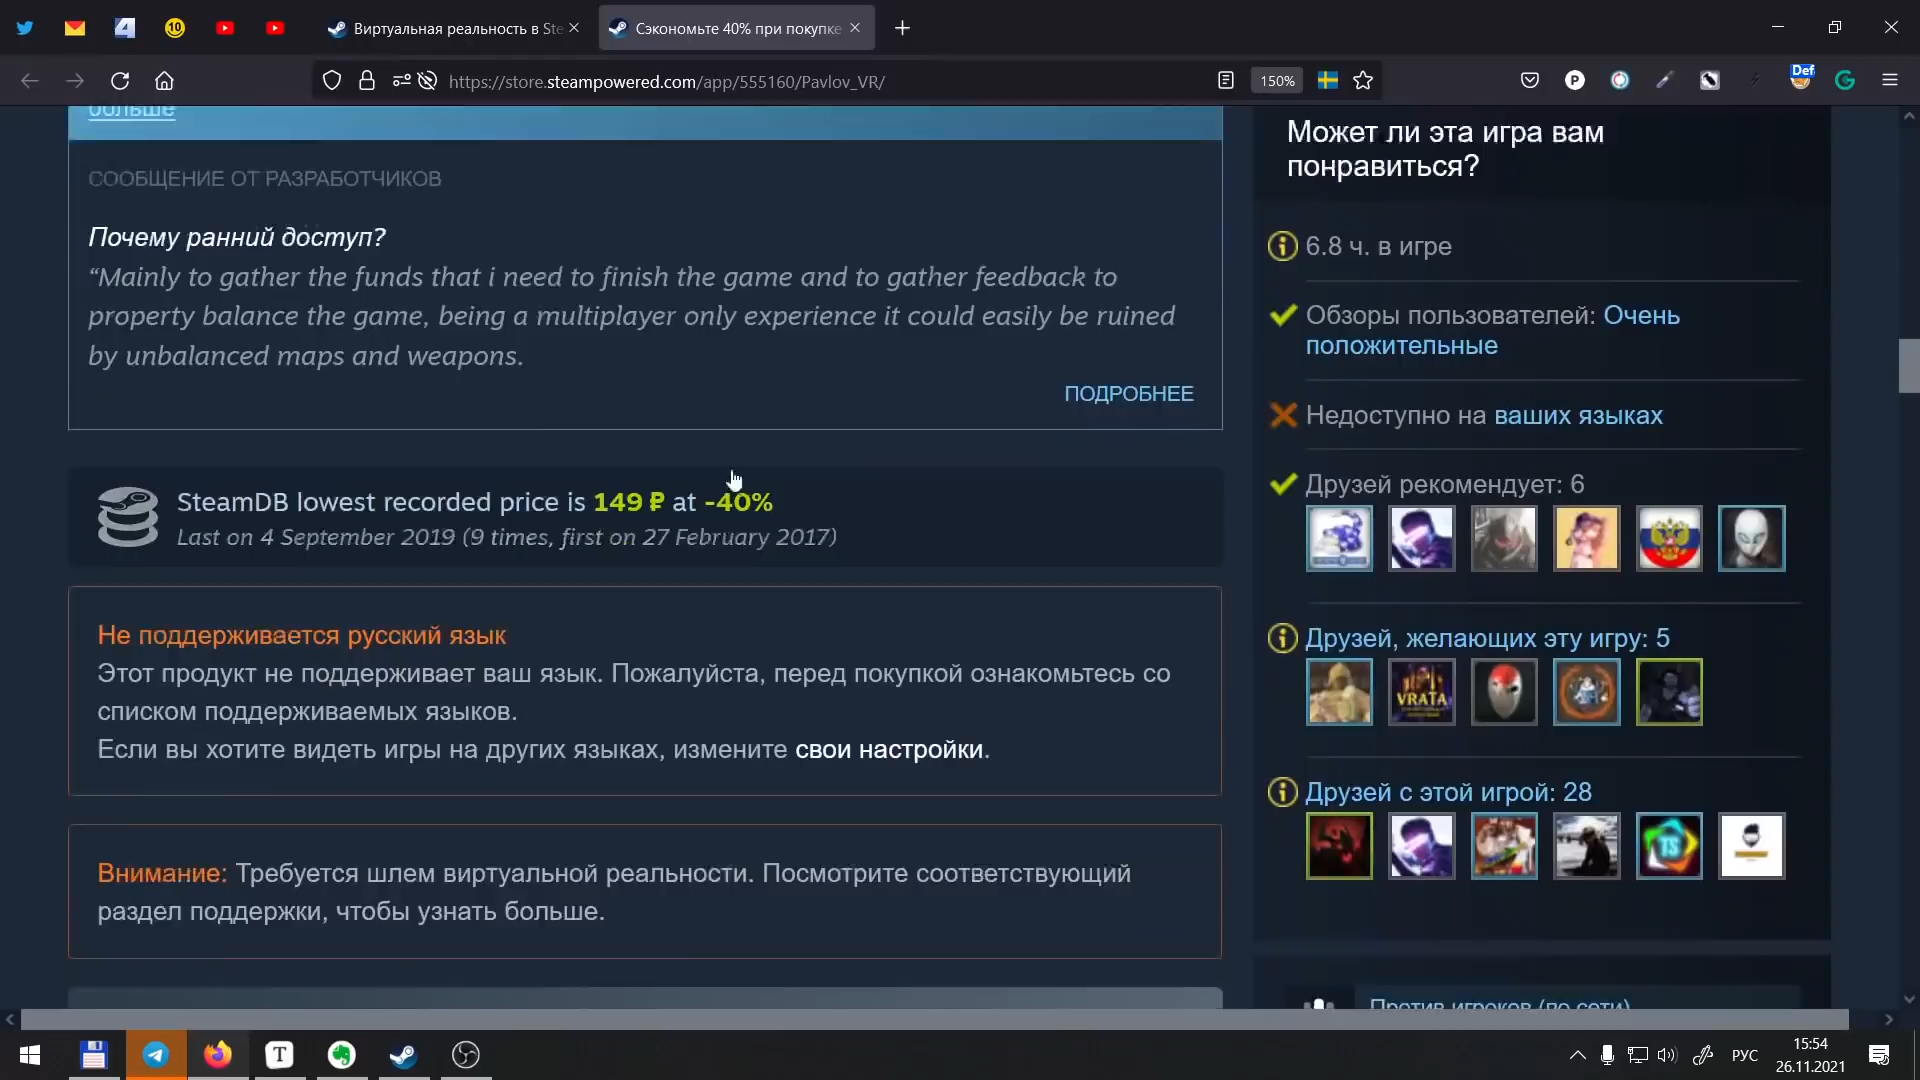 Виртуальная реальность в Ste
Сэкономьте 40% при покупке
https://store.steampowered.com/app/555160/Pavlov_VR/
150%
Def
больше
СООБЩЕНИЕ ОТ РАЗРАБОТЧИКОВ
Почему ранний доступ?
“Mainly to gather the funds that i need to finish the game and to gather feedback to
property balance the game, being a multiplayer only experience it could easily be ruined
by unbalanced maps and weapons.
ПОДРОБНЕЕ
SteamDB lowest recorded price is 149 ₽ at -40%
Last on 4 September 2019 (9 times, first on 27 February 2017)
Не поддерживается русский язык
Этот продукт не поддерживает ваш язык. Пожалуйста, перед покупкой ознакомьтесь со
списком поддерживаемых языков.
Если вы хотите видеть игры на других языках, измените свои настройки.
Внимание: Требуется шлем виртуальной реальности. Посмотрите соответствующий
раздел поддержки, чтобы узнать больше.
Может ли эта игра вам
понравиться?
6.8 ч. в игре
Обзоры пользователей: Очень
положительные
Недоступно на ваших языках
Друзей рекомендует: 6
Друзей, желающих эту игру: 5
VRATA
Друзей с этой игрой: 28
TS
Против игроков (по сети)
РУС
15:54
26.11.2021